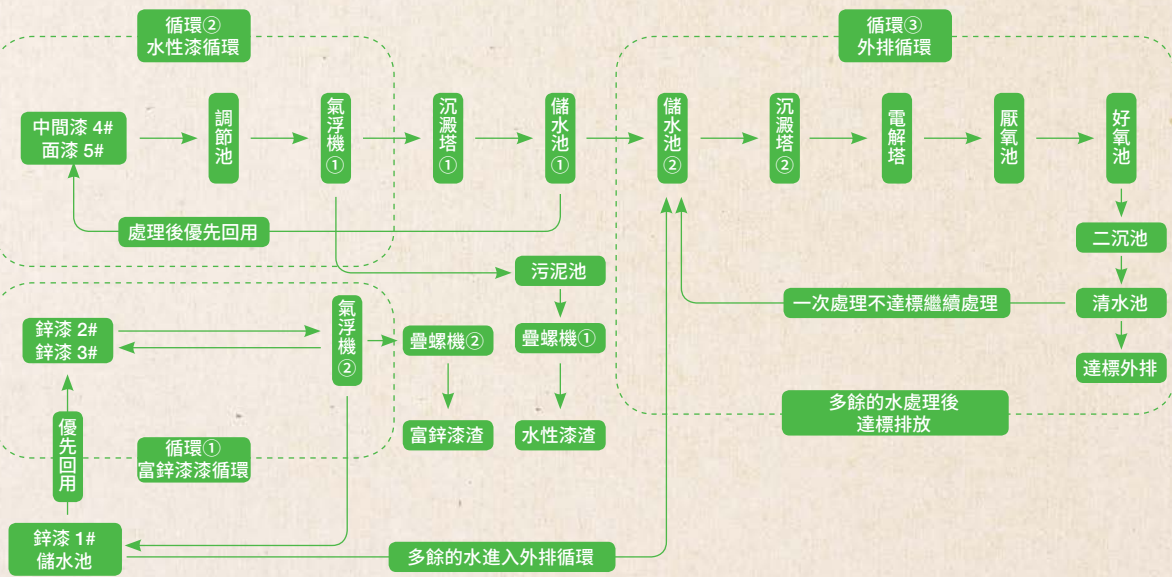 循環②
水性漆循環
循環③
外排循環
中間漆 4#
面漆 5#
調節池
氣浮機①
沉澱塔①
儲水池①
儲水池②
沉澱塔②
電解塔
厭氧池
好氧池
處理後優先回用
二沉池
污泥池
一次處理不達標繼續處理
清水池
鋅漆 2#
鋅漆 3#
氣浮機②
疊螺機②
疊螺機①
達標外排
多餘的水處理後
達標排放
優先回用
循環①
富鋅漆漆循環
富鋅漆渣
水性漆渣
鋅漆 1#
儲水池
多餘的水進入外排循環